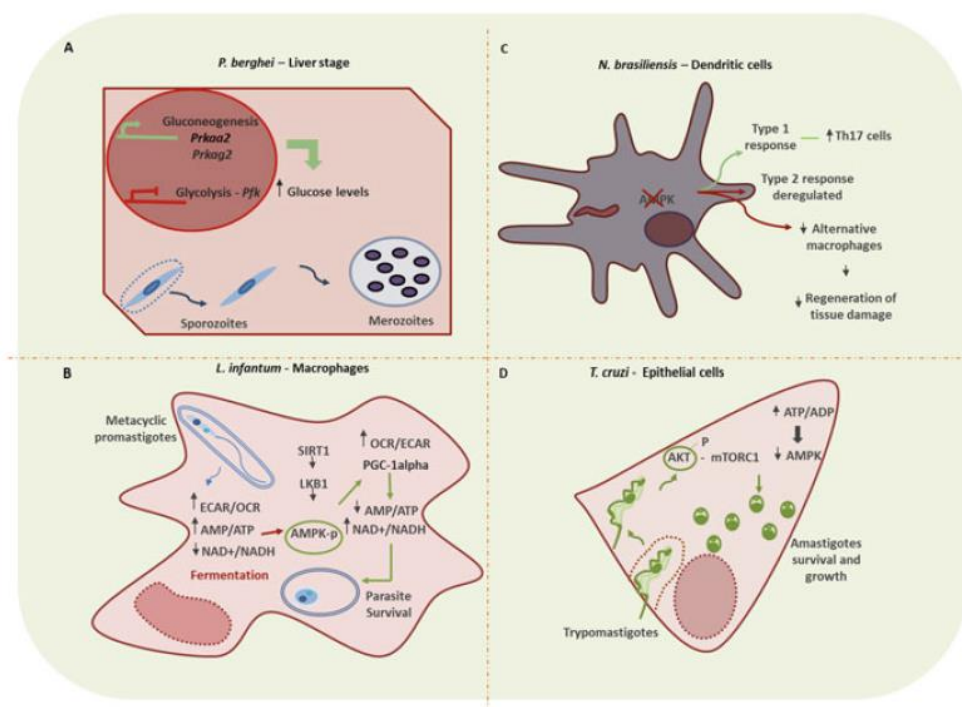 A
P. berghei – Liver stage
Gluconeogenesis
Prkaa2
Prkag2
Glycolysis - Pfk
Glucose levels
Sporozoites
Merozoites
C
N. brasiliensis – Dendritic cells
AMPK
Type 1
response
Th17 cells
Type 2 response
deregulated
Alternative
macrophages
Regeneration of
tissue damage
B
L. infantum - Macrophages
Metacyclic
promastigotes
ECAR/OCR
AMP/ATP
NAD+/NADH
Fermentation
SIRT1
LKB1
AMPK-p
OCR/ECAR
PGC-1alpha
AMP/ATP
NAD+/NADH
Parasite
Survival
D
T. cruzi - Epithelial cells
P
AKT - mTORC1
ATP/ADP
AMPK
Amastigotes
survival and
growth
Trypomastigotes